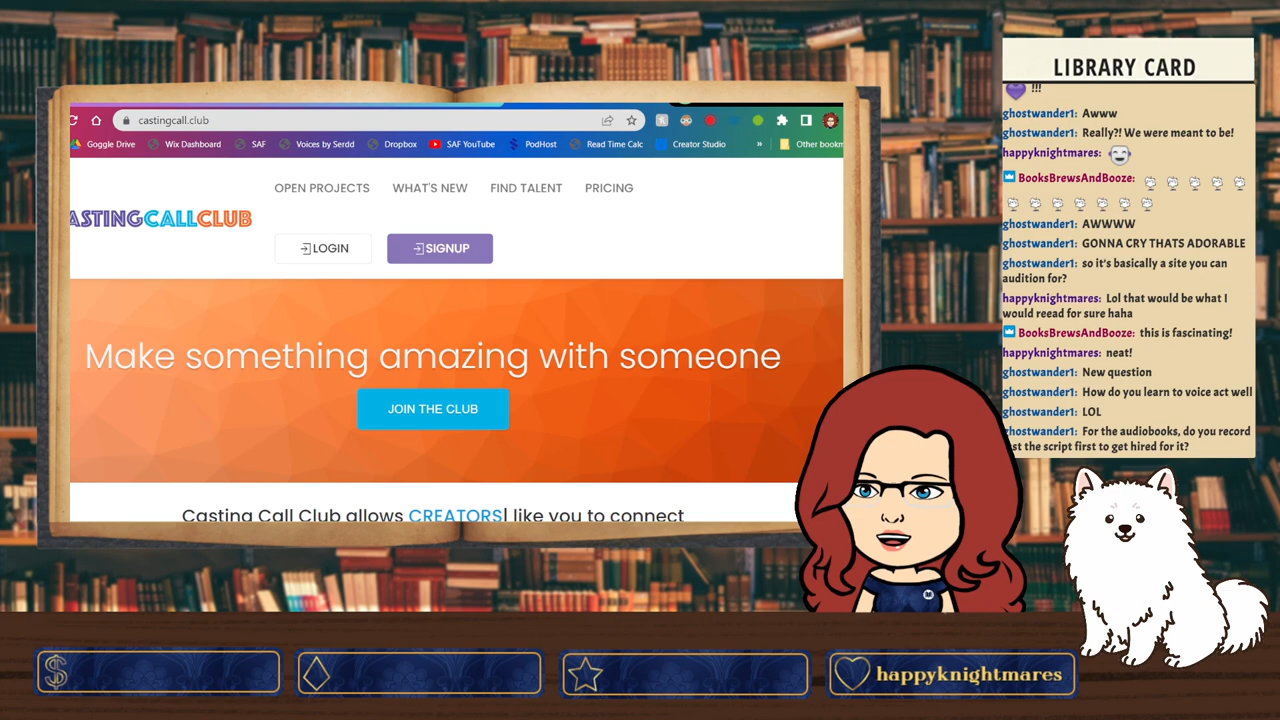 castingcall.club
Goggle Drive
Wix Dashboard
SAF
Voices by Serdd
Dropbox
SAF YouTube
PodHost
Read Time Calc
Creator Studio
»
Other bookm
OPEN PROJECTS
WHAT'S NEW
FIND TALENT
PRICING
ASTINGCALLCLUB
LOGIN
SIGNUP
Make something amazing with someone
JOIN THE CLUB
Casting Call Club allows CREATORS| like you to connect
LIBRARY CARD
!!!
ghostwander1: Awww
ghostwander1: Really?! We were meant to be!
happyknightmares:
BooksBrewsAndBooze:
ghostwander1: AWWWW
ghostwander1: GONNA CRY THATS ADORABLE
ghostwander1: so it's basically a site you can
audition for?
happyknightmares: Lol that would be what I
would reead for sure haha
BooksBrewsAndBooze: this is fascinating!
happyknightmares: neat!
ghostwander1: New question
ghostwander1: How do you learn to voice act well
ghostwander1: LOL
ghostwander1: For the audiobooks, do you record
st the script first to get hired for it?
$
happyknightmares